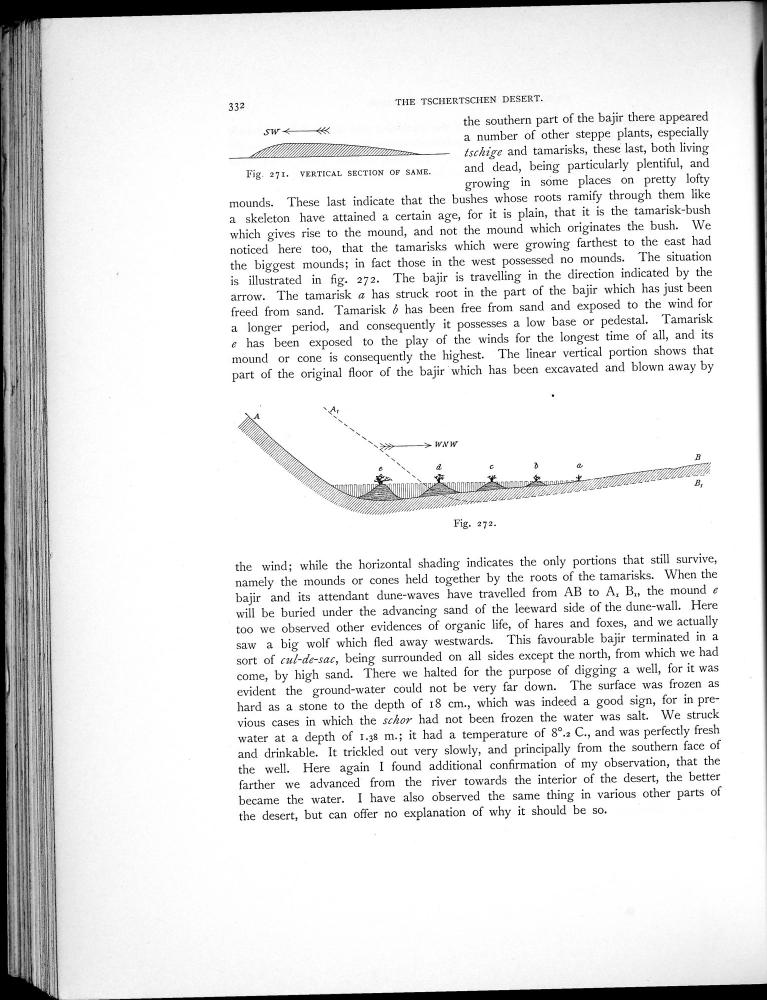 332
THE TSCHERTSCHEN DESERT.
SW
Fig. 271. VERTICAL SECTION OF SAME.
the southern part of the bajir there appeared
a number of other steppe plants, especially
tschige and tamarisks, these last, both living
and dead, being particularly plentiful, and
growing in some places on pretty lofty
mounds. These last indicate that the bushes whose roots ramify through them like
a skeleton have attained a certain age, for it is plain, that it is the tamarisk-bush
which gives rise to the mound, and not the mound which originates the bush. We
noticed here too, that the tamarisks which were growing farthest to the east had
the biggest mounds; in fact those in the west possessed no mounds. The situation
is illustrated in fig. 272. The bajir is travelling in the direction indicated by the
arrow. The tamarisk a has struck root in the part of the bajir which has just been
freed from sand. Tamarisk b has been free from sand and exposed to the wind for
a longer period, and consequently it possesses a low base or pedestal. Tamarisk
e has been exposed to the play of the winds for the longest time of all, and its
mound or cone is consequently the highest. The linear vertical portion shows that
part of the original floor of the bajir which has been excavated and blown away by
A A₁
WNW
e d c b a B
B₁
Fig. 272.
the wind; while the horizontal shading indicates the only portions that still survive,
namely the mounds or cones held together by the roots of the tamarisks. When the
bajir and its attendant dune-waves have travelled from AB to A₁ B₁, the mound e
will be buried under the advancing sand of the leeward side of the dune-wall. Here
too we observed other evidences of organic life, of hares and foxes, and we actually
saw a big wolf which fled away westwards. This favourable bajir terminated in a
sort of cul-de-sac, being surrounded on all sides except the north, from which we had
come, by high sand. There we halted for the purpose of digging a well, for it was
evident the ground-water could not be very far down. The surface was frozen as
hard as a stone to the depth of 18 cm., which was indeed a good sign, for in pre-
vious cases in which the schor had not been frozen the water was salt. We struck
water at a depth of 1.38 m.; it had a temperature of 8°.2 C., and was perfectly fresh
and drinkable. It trickled out very slowly, and principally from the southern face of
the well. Here again I found additional confirmation of my observation, that the
farther we advanced from the river towards the interior of the desert, the better
became the water. I have also observed the same thing in various other parts of
the desert, but can offer no explanation of why it should be so.